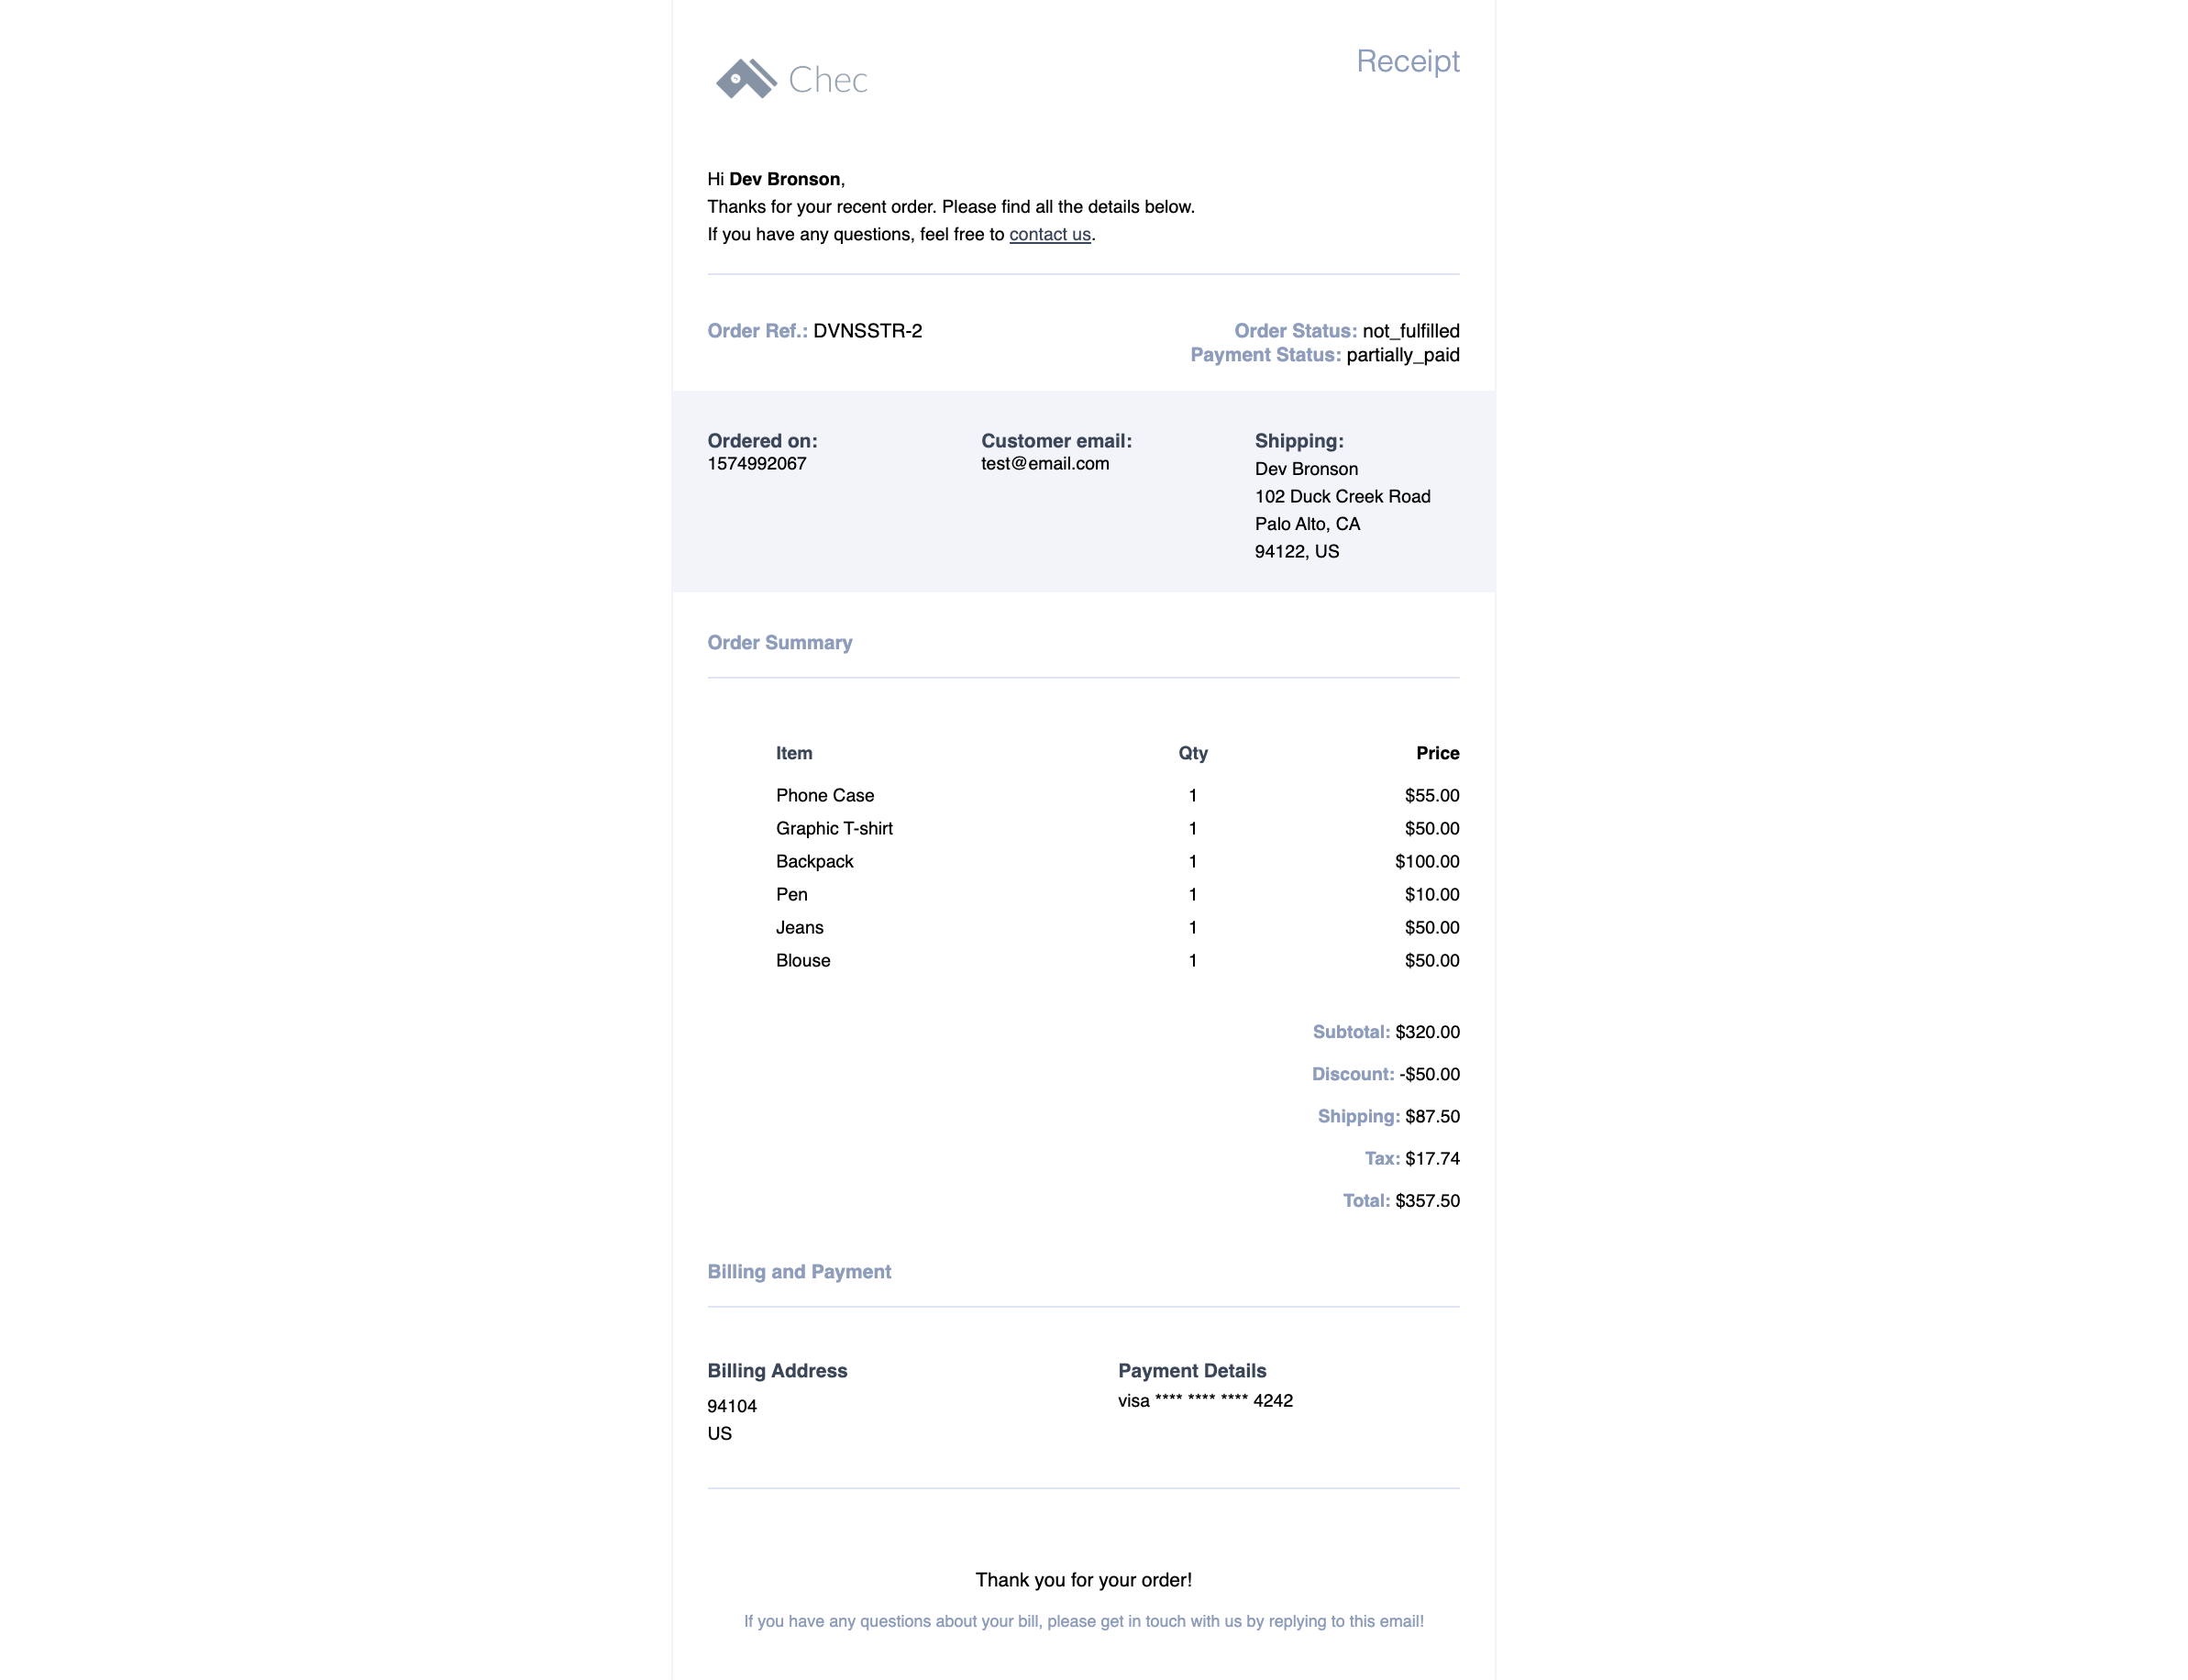 Chec
Receipt
Hi Dev Bronson,
Thanks for your recent order. Please find all the details below.
If you have any questions, feel free to contact us.
Order Ref.: DVNSSTR-2
Order Status: not_fulfilled
Payment Status: partially_paid
Ordered on:
1574992067
Customer email:
test@email.com
Shipping:
Dev Bronson
102 Duck Creek Road
Palo Alto, CA
94122, US
Order Summary
Item Qty Price
Phone Case 1 $55.00
Graphic T-shirt 1 $50.00
Backpack 1 $100.00
Pen 1 $10.00
Jeans 1 $50.00
Blouse 1 $50.00
Subtotal: $320.00
Discount: -$50.00
Shipping: $87.50
Tax: $17.74
Total: $357.50
Billing and Payment
Billing Address
94104
US
Payment Details
visa **** **** **** 4242
Thank you for your order!
If you have any questions about your bill, please get in touch with us by replying to this email!